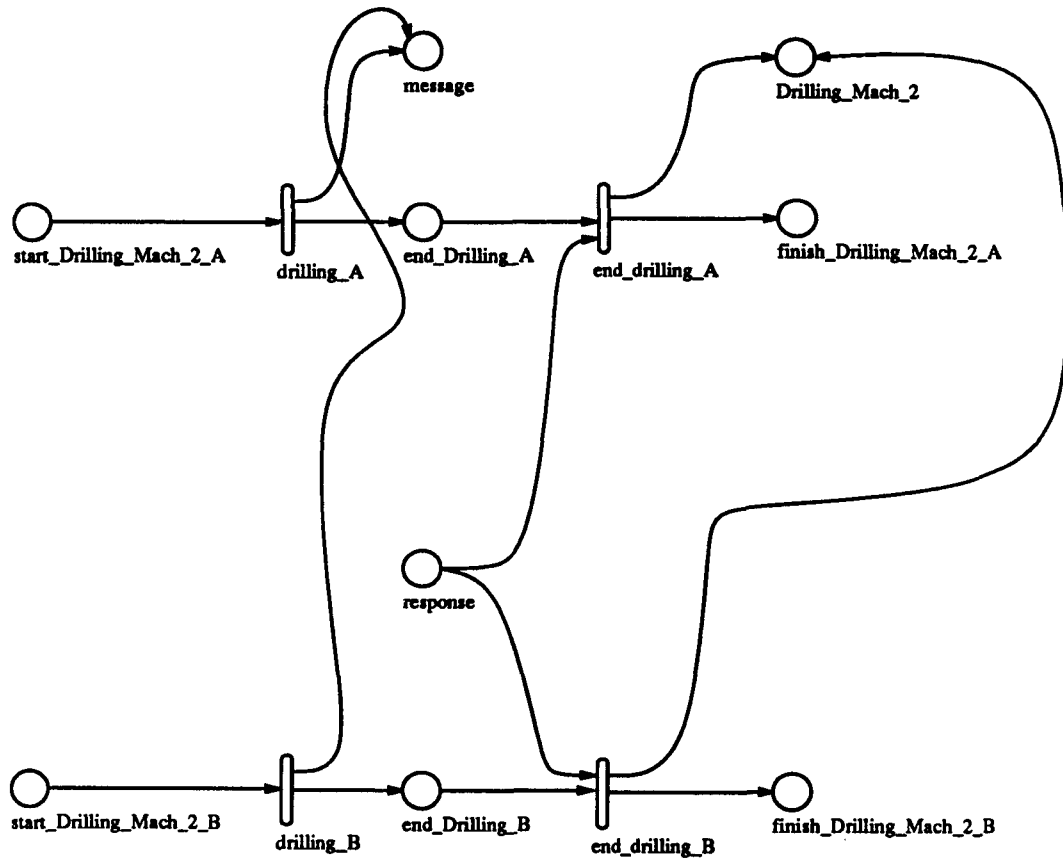 message
Drilling_Mach_2
start_Drilling_Mach_2_A
drilling_A
end_Drilling_A
end_drilling_A
finish_Drilling_Mach_2_A
response
start_Drilling_Mach_2_B
drilling_B
end_Drilling_B
end_drilling_B
finish_Drilling_Mach_2_B